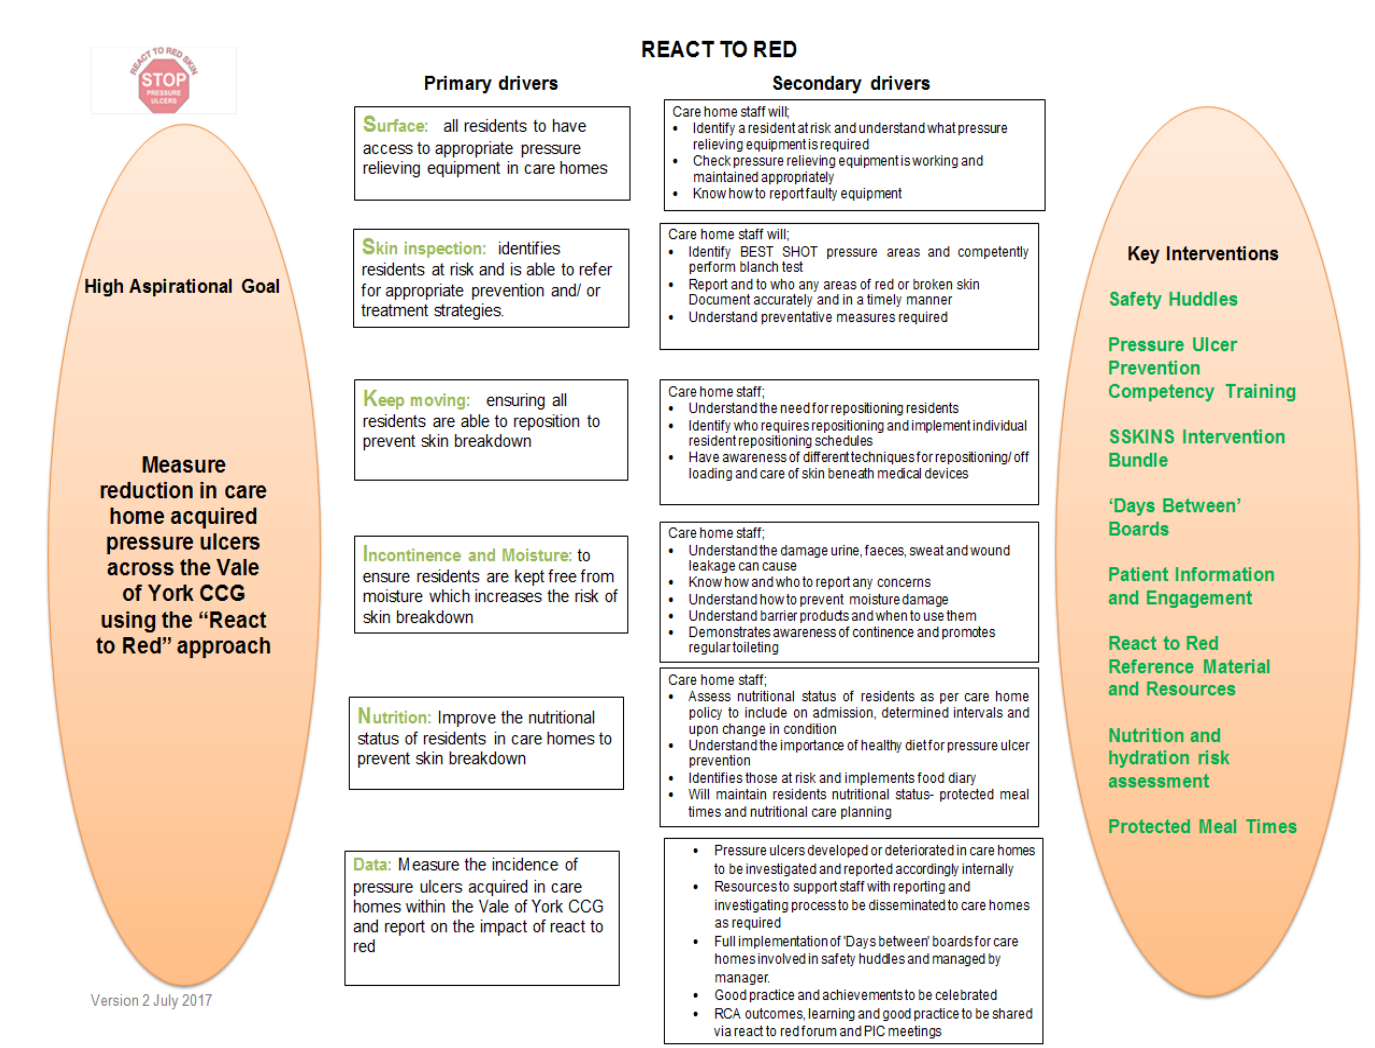 REACT TO RED
REACT TO RED SKIN
STOP
PRESSURE
ULCERS
Primary drivers
Secondary drivers
High Aspirational Goal
Measure
reduction in care
home acquired
pressure ulcers
across the Vale
of York CCG
using the “React
to Red” approach
Surface: all residents to have
access to appropriate pressure
relieving equipment in care homes
Care home staff will;
• Identify a resident at risk and understand what pressure
relieving equipment is required
• Check pressure relieving equipment is working and
maintained appropriately
• Know how to report faulty equipment
Skin inspection: identifies
residents at risk and is able to refer
for appropriate prevention and/ or
treatment strategies.
Care home staff will;
• Identify BEST SHOT pressure areas and competently
perform blanch test
• Report and to who any areas of red or broken skin
Document accurately and in a timely manner
• Understand preventative measures required
Keep moving: ensuring all
residents are able to reposition to
prevent skin breakdown
Care home staff;
• Understand the need for repositioning residents
• Identify who requires repositioning and implement individual
resident repositioning schedules
• Have awareness of different techniques for repositioning/ off
loading and care of skin beneath medical devices
Incontinence and Moisture: to
ensure residents are kept free from
moisture which increases the risk of
skin breakdown
Care home staff;
• Understand the damage urine, faeces, sweat and wound
leakage can cause
• Know how and who to report any concerns
• Understand how to prevent moisture damage
• Understand barrier products and when to use them
• Demonstrates awareness of continence and promotes
regular toileting
Nutrition: Improve the nutritional
status of residents in care homes to
prevent skin breakdown
Care home staff;
• Assess nutritional status of residents as per care home
policy to include on admission, determined intervals and
upon change in condition
• Understand the importance of healthy diet for pressure ulcer
prevention
• Identifies those at risk and implements food diary
• Will maintain residents nutritional status- protected meal
times and nutritional care planning
Data: Measure the incidence of
pressure ulcers acquired in care
homes within the Vale of York CCG
and report on the impact of react to
red
• Pressure ulcers developed or deteriorated in care homes
to be investigated and reported accordingly internally
• Resources to support staff with reporting and
investigating process to be disseminated to care homes
as required
• Full implementation of 'Days between' boards for care
homes involved in safety huddles and managed by
manager.
• Good practice and achievements to be celebrated
• RCA outcomes, learning and good practice to be shared
via react to red forum and PIC meetings
Key Interventions
Safety Huddles
Pressure Ulcer
Prevention
Competency Training
SSKINS Intervention
Bundle
‘Days Between’
Boards
Patient Information
and Engagement
React to Red
Reference Material
and Resources
Nutrition and
hydration risk
assessment
Protected Meal Times
Version 2 July 2017